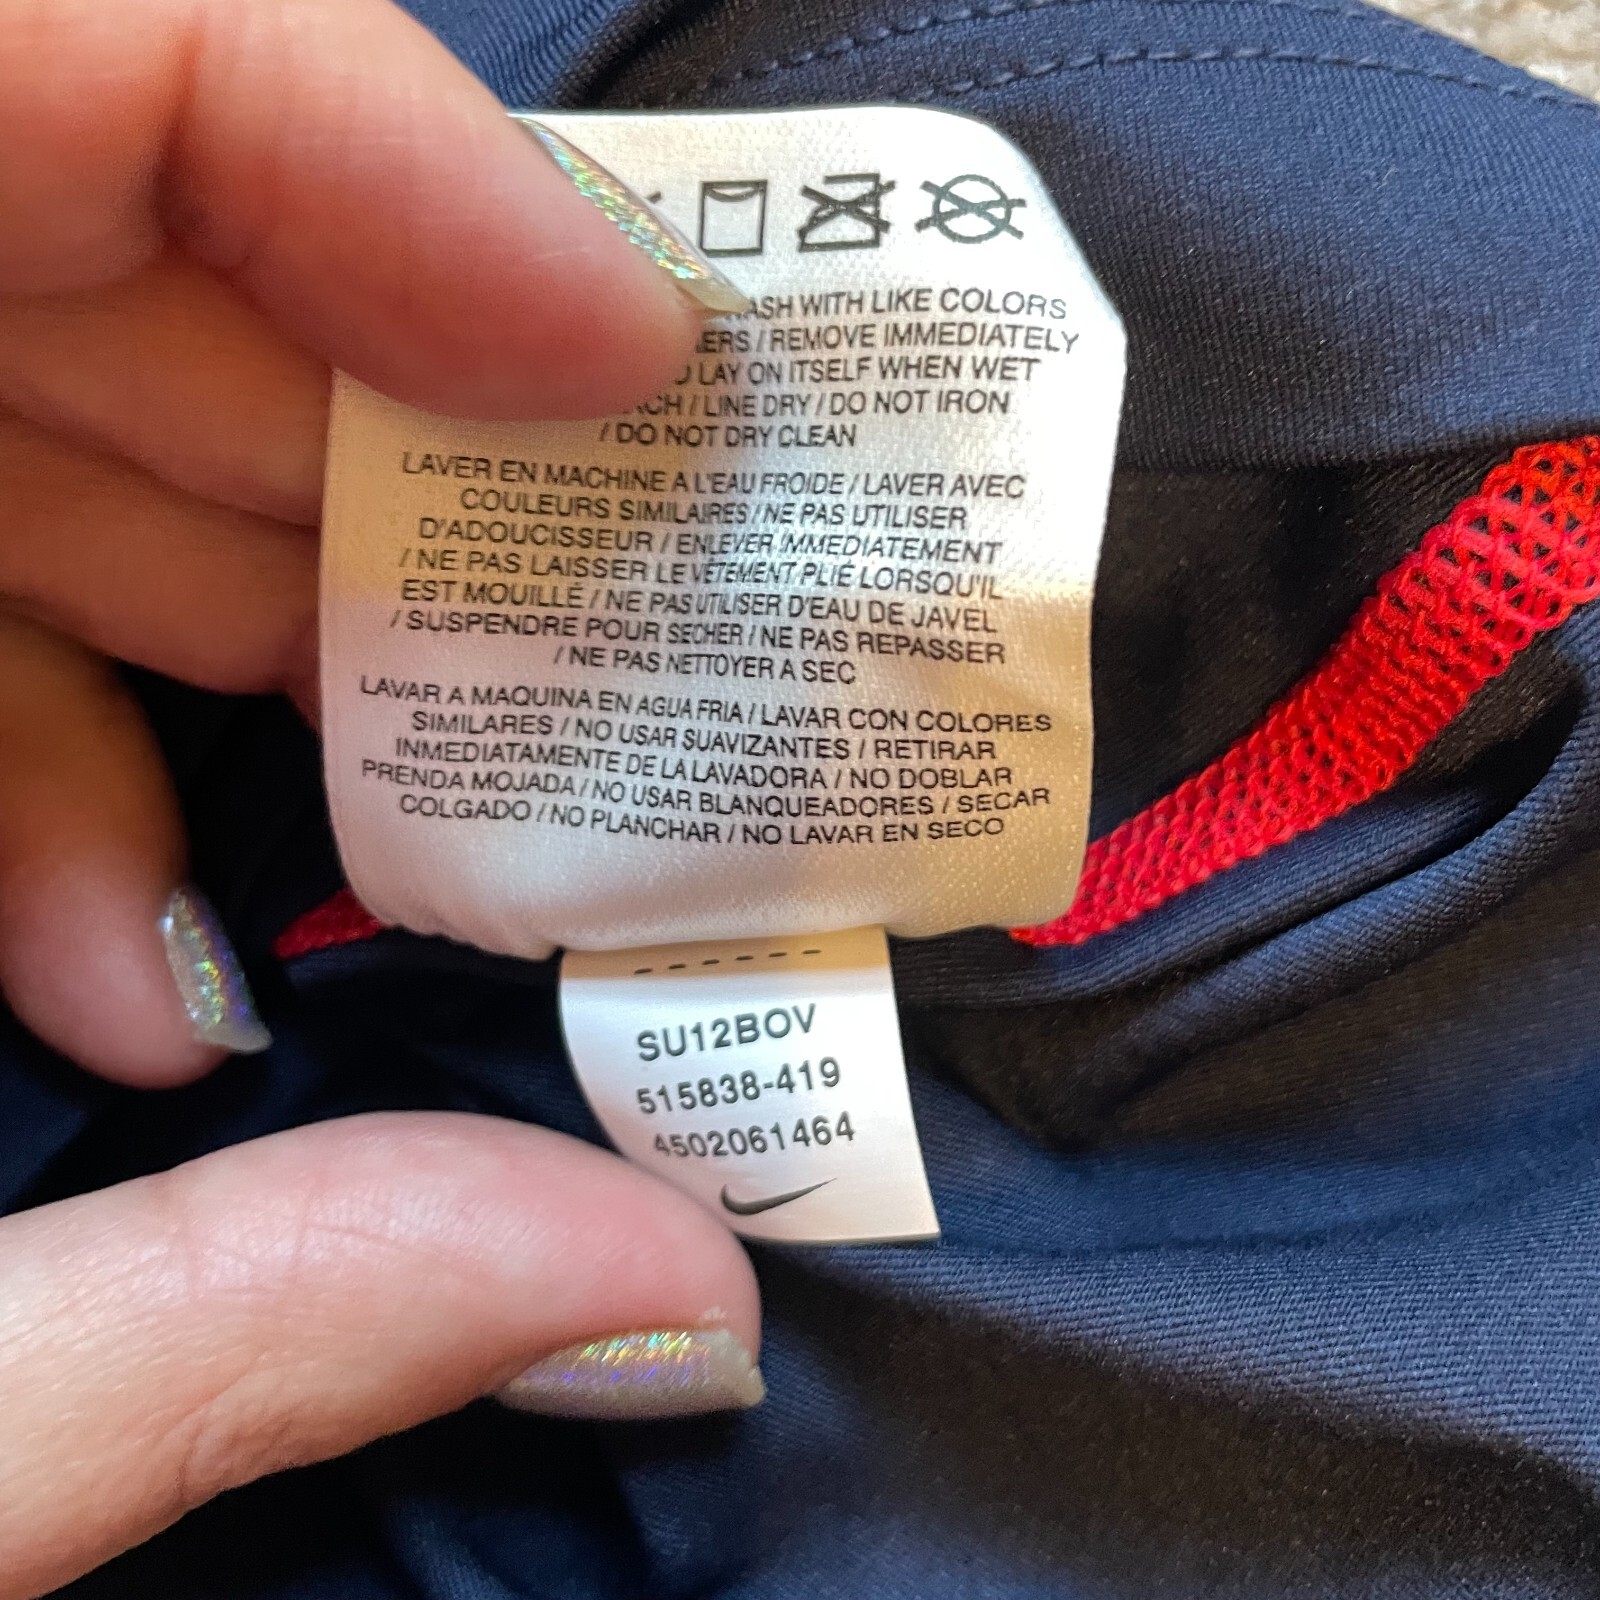 WITH LIKE COLORS
/ REMOVE IMMEDIATELY
LAY ON ITSELF WHEN WET
/ LINE DRY / DO NOT IRON
/ DO NOT DRY CLEAN
LAVER EN MACHINE A L'EAU FROIDE / LAVER AVEC
COULEURS SIMILAIRES / NE PAS UTILISER
D'ADOUCISSEUR / ENLEVER IMMEDIATEMENT
/ NE PAS LAISSER LE VÊTEMENT PLIÉ LORSQU'IL
EST MOUILLÉ / NE PAS UTILISER D'EAU DE JAVEL
/ SUSPENDRE POUR SECHER / NE PAS REPASSER
/ NE PAS NETTOYER A SEC
LAVAR A MAQUINA EN AGUA FRIA / LAVAR CON COLORES
SIMILARES / NO USAR SUAVIZANTES / RETIRAR
INMEDIATAMENTE DE LA LAVADORA / NO DOBLAR
PRENDA MOJADA / NO USAR BLANQUEADORES / SECAR
COLGADO / NO PLANCHAR / NO LAVAR EN SECO
SU12BOV
515838-419
4502061464